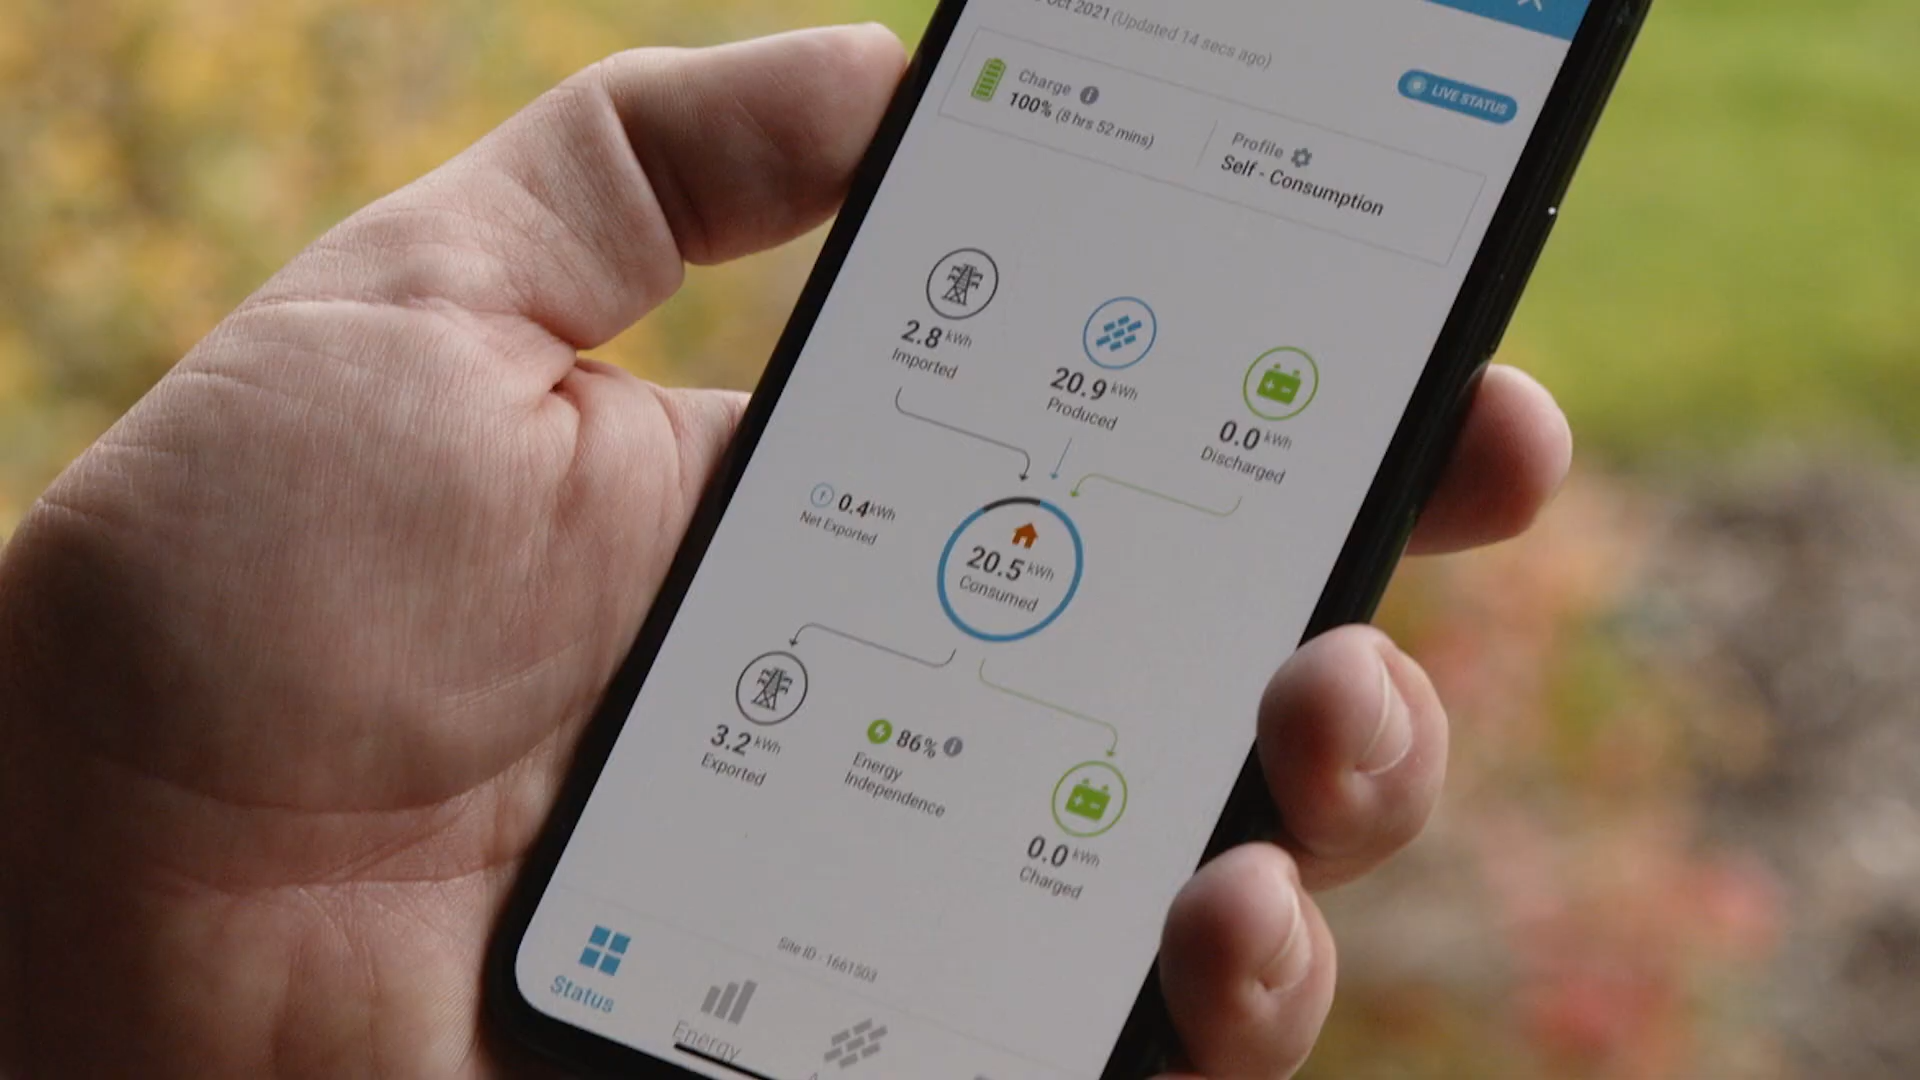 Oct 2021 (Updated 14 secs ago)
LIVE STATUS
Charge
100% (8 hrs 52 mins)
Profile
Self - Consumption
2.8 kWh
Imported
20.9 kWh
Produced
0.0 kWh
Discharged
0.4 kWh
Net Exported
20.5 kWh
Consumed
3.2 kWh
Exported
86%
Energy
Independence
0.0 kWh
Charged
Site ID - 1661503
Status
Energy